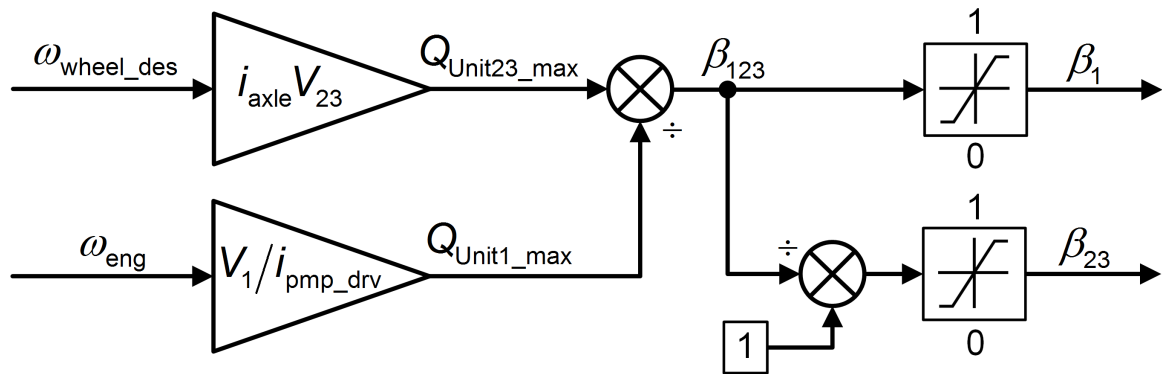 ω_wheel_des
i_axle V_23
Q_Unit23_max
÷
β_123
1
0
β_1
ω_eng
V_1/i_pmp_drv
Q_Unit1_max
÷
1
1
0
β_23